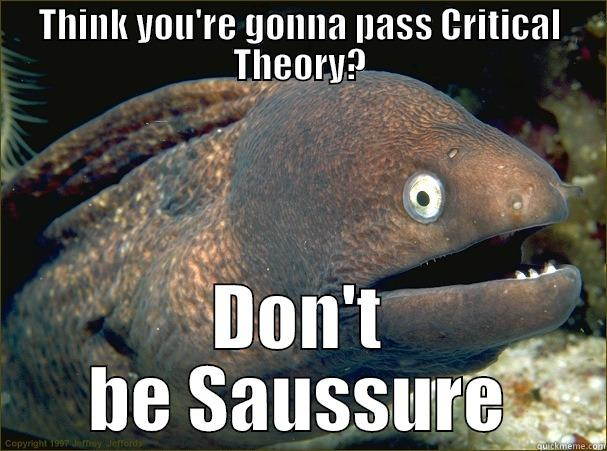 Think you're gonna pass Critical
Theory?
Don't
be Saussure
Copyright 1997 Jeffrey Jeffords
quickmeme.com